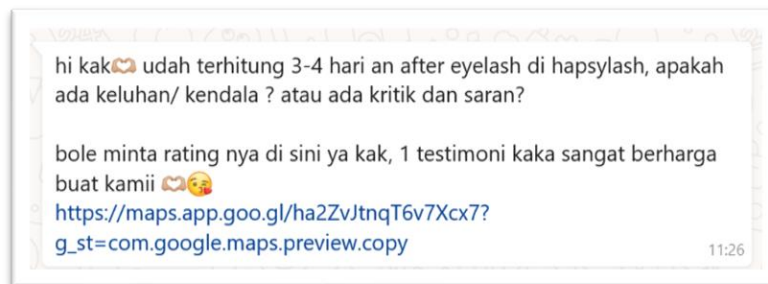 hi kak🫶🏼 udah terhitung 3-4 hari an after eyelash di hapsylash, apakah
ada keluhan/ kendala ? atau ada kritik dan saran?
bole minta rating nya di sini ya kak, 1 testimoni kaka sangat berharga
buat kamii 🫶🏼😘
https://maps.app.goo.gl/ha2ZvJtnqT6v7Xcx7?
g_st=com.google.maps.preview.copy
11:26